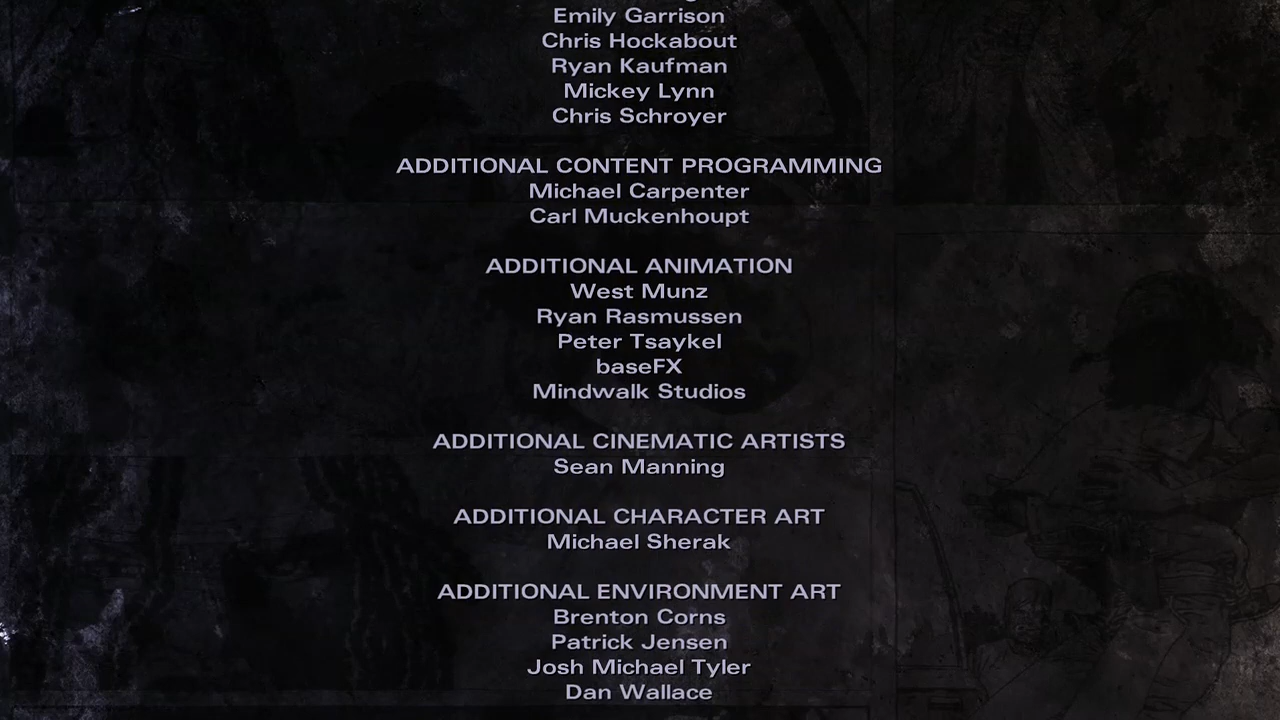 Emily Garrison
Chris Hockabout
Ryan Kaufman
Mickey Lynn
Chris Schroyer
ADDITIONAL CONTENT PROGRAMMING
Michael Carpenter
Carl Muckenhoupt
ADDITIONAL ANIMATION
West Munz
Ryan Rasmussen
Peter Tsaykel
baseFX
Mindwalk Studios
ADDITIONAL CINEMATIC ARTISTS
Sean Manning
ADDITIONAL CHARACTER ART
Michael Sherak
ADDITIONAL ENVIRONMENT ART
Brenton Corns
Patrick Jensen
Josh Michael Tyler
Dan Wallace